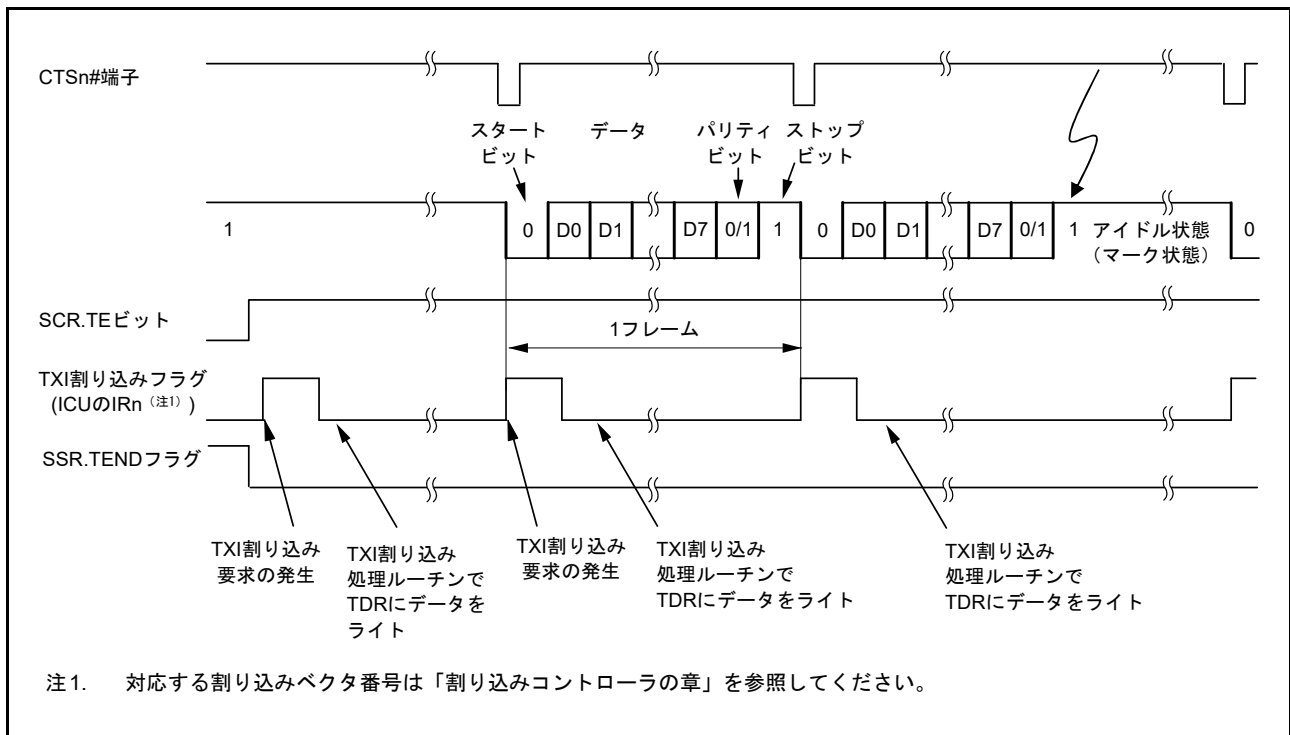 CTSn#端子
スタート
ビット
データ
パリティ
ビット
ストップ
ビット
1
0
D0
D1
D7
0/1
1
0
D0
D1
D7
0/1
1
アイドル状態
（マーク状態）
0
SCR.TEビット
1フレーム
TXI割り込みフラグ
(ICUのIRn（注1）)
SSR.TENDフラグ
TXI割り込み
要求の発生
TXI割り込み
処理ルーチンで
TDRにデータを
ライト
TXI割り込み
要求の発生
TXI割り込み
処理ルーチンで
TDRにデータをライト
TXI割り込み
処理ルーチンで
TDRにデータをライト
注1. 対応する割り込みベクタ番号は「割り込みコントローラの章」を参照してください。